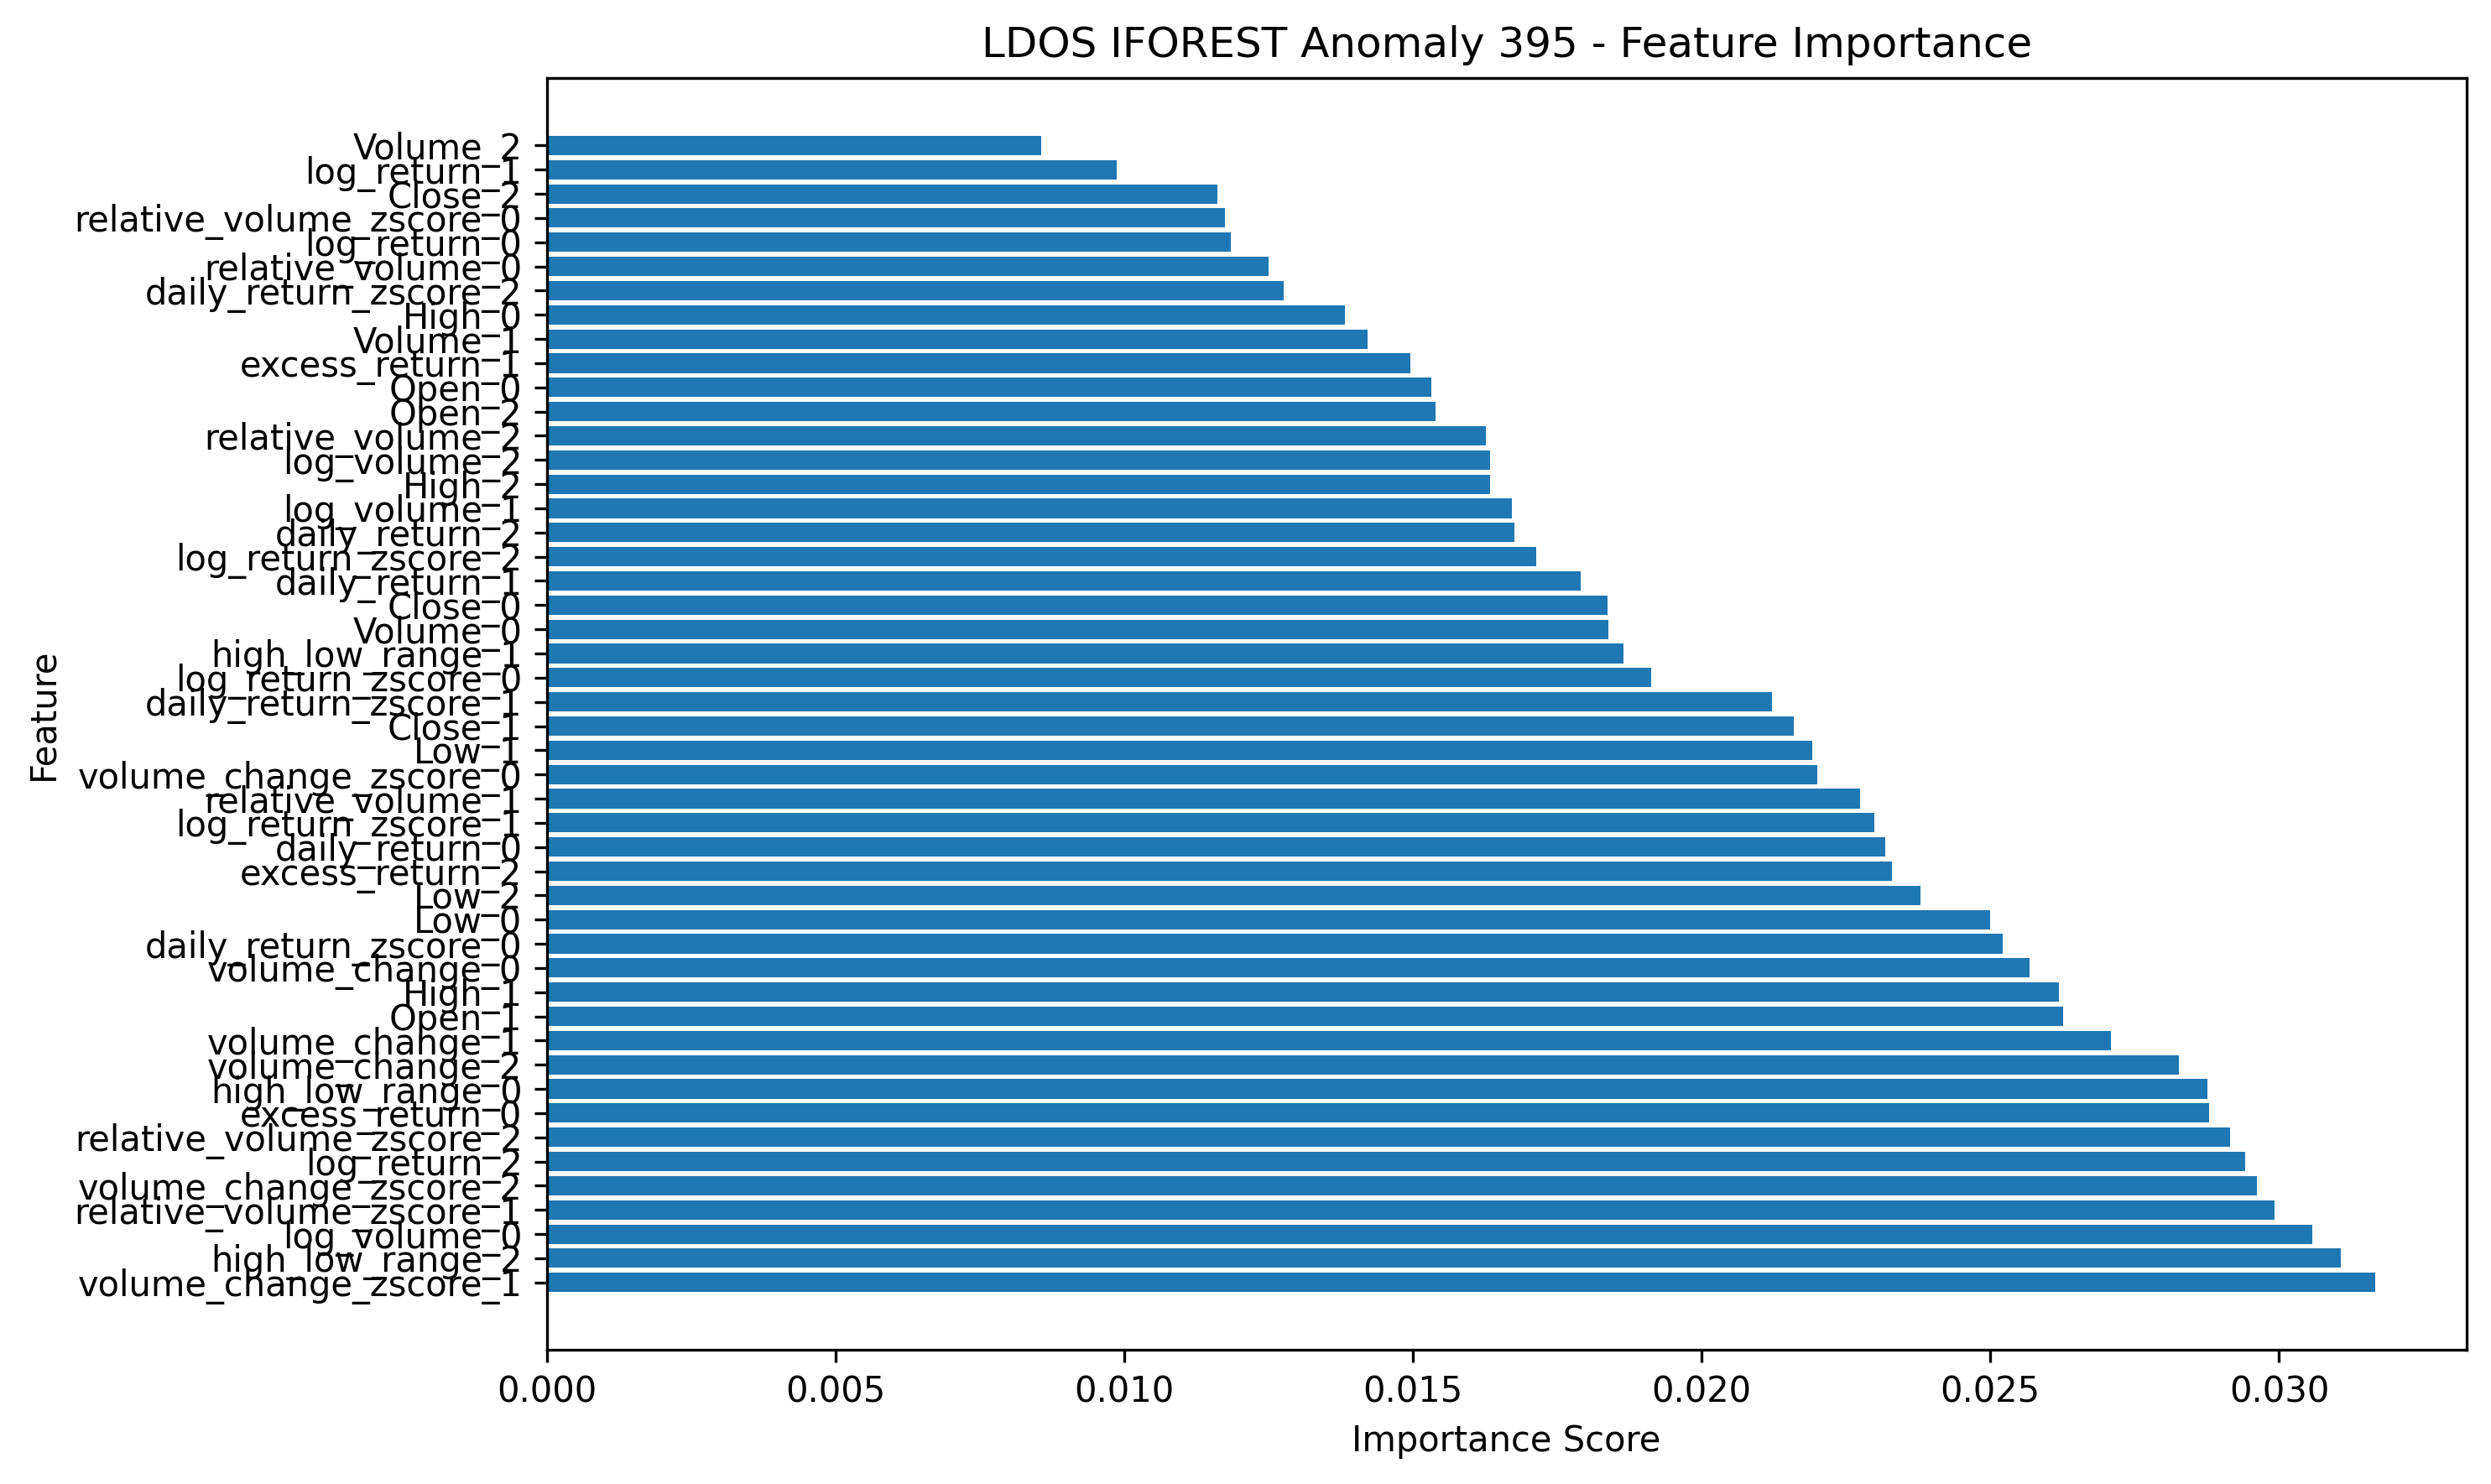 LDOS IFOREST Anomaly 395 - Feature Importance
Volume_2
log_return_1
Close_2
relative_volume_zscore_0
log_return_0
relative_volume_0
daily_return_zscore_2
High_0
Volume_1
excess_return_1
Open_0
Open_2
relative_volume_2
log_volume_2
High_2
log_volume_1
daily_return_2
log_return_zscore_2
daily_return_1
Close_0
Volume_0
high_low_range_1
log_return_zscore_0
daily_return_zscore_1
Close_1
Low_1
volume_change_zscore_0
relative_volume_1
log_return_zscore_1
daily_return_0
excess_return_2
Low_2
Low_0
daily_return_zscore_0
volume_change_0
High_1
Open_1
volume_change_1
volume_change_2
high_low_range_0
excess_return_0
relative_volume_zscore_2
log_return_2
volume_change_zscore_2
relative_volume_zscore_1
log_volume_0
high_low_range_2
volume_change_zscore_1
Feature
0.000 0.005 0.010 0.015 0.020 0.025 0.030
Importance Score